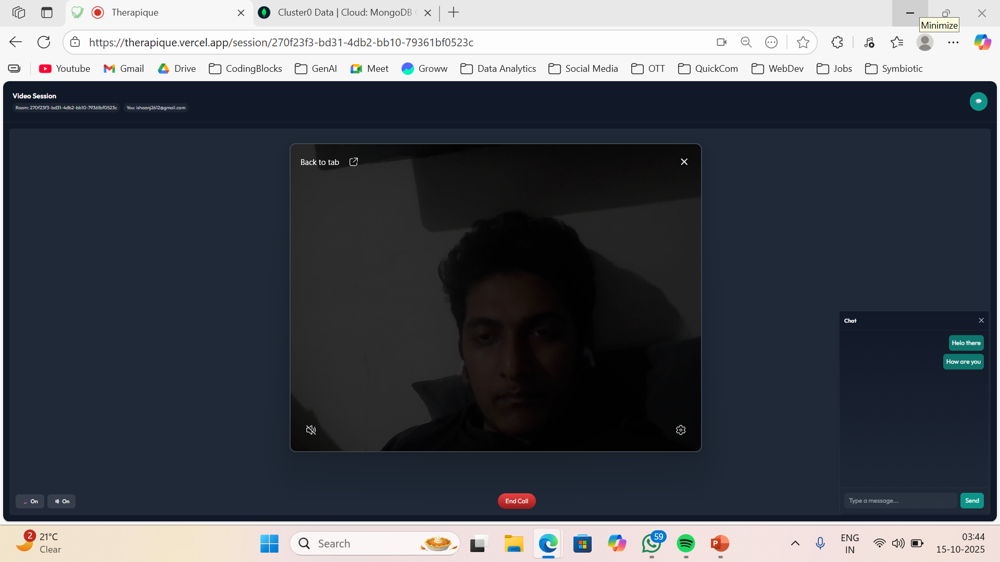 Therapique
Cluster0 Data | Cloud: MongoDB
Minimize
https://therapique.vercel.app/session/270f23f3-bd31-4db2-bb10-79361bf0523c
Youtube Gmail Drive CodingBlocks GenAI Meet Groww Data Analytics Social Media OTT QuickCom WebDev Jobs Symbiotic
Video Session
Room: 270f23f3-bd31-4db2-bb10-79361bf0523c You: ishaanj2612@gmail.com
Back to tab
Chat
Helo there
How are you
On On
End Call
Type a message...
Send
2
21°C
Clear
Search
59
P
ENG
IN
03:44
15-10-2025